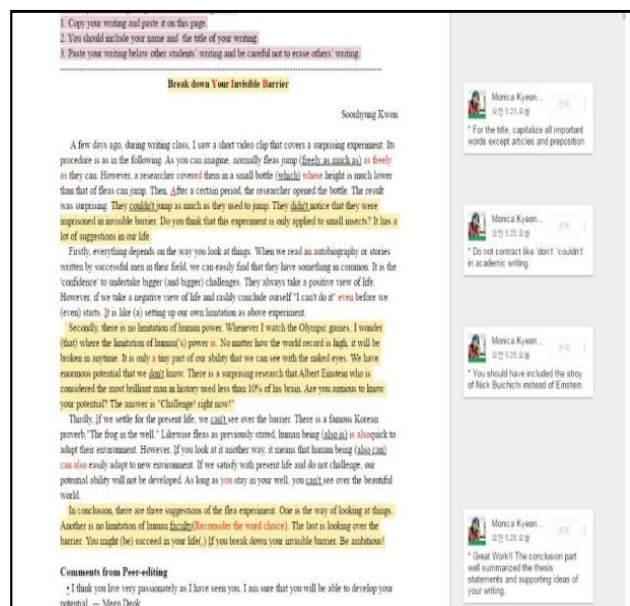 1. Copy your writing and paste it on this page.
2. You should include your name and the title of your writing.
3. Paste your writing below other students' writing and be careful not to erase others' writing.
Break down Your Invisible Barrier
Soonhyung Kwon
A few days ago, during writing class, I saw a short video clip that covers a surprising experiment. Its
procedure is as in the following. As you can imagine, normally fleas jump (freely as much as) as freely
as they can. However, a researcher covered them in a small bottle (which) whose height is much lower
than that of fleas can jump. Then, After a certain period, the researcher opened the bottle. The result
was surprising. They couldn't jump as much as they used to jump. They didn't notice that they were
imprisoned in invisible barrier. Do you think that this experiment is only applied to small insects? It has a
lot of suggestions in our life.
Firstly, everything depends on the way you look at things. When we read an autobiography or stories
written by successful men in their field, we can easily find that they have something in common. It is the
'confidence' to undertake bigger (and bigger) challenges. They always take a positive view of life.
However, if we take a negative view of life and rashly conclude ourself "I can't do it" even before we
(even) starts, It is like (a) setting up our own limitation as above experiment.
Secondly, there is no limitation of human power. Whenever I watch the Olympic games, I wonder
(that) where the limitation of human('s) power is. No matter how the world record is high, it will be
broken in anytime. It is only a tiny part of our ability that we can see with the naked eyes. We have
enormous potential that we don't know. There is a surprising research that Albert Einstein who is
considered the most brilliant man in history used less than 10% of his brain. Are you anxious to know
your potential? The answer is "Challenge! right now!"
Thirdly, If we settle for the present life, we can't see over the barrier. There is a famous Korean
proverb,"The frog in the well." Likewise fleas as previously stated, human being (also is) is alsoquick to
adapt their environment. However, If you look at it another way, it means that human being (also can)
can also easily adapt to new environment. If we satisfy with present life and do not challenge, our
potential ability will not be developed. As long as you stay in your well, you can't see over the beautiful
world.
In conclusion, there are three suggestions of the flea experiment. One is the way of looking at things.
Another is no limitation of human faculty(Reconsider the word choice). The last is looking over the
barrier. You might (be) succeed in your life(,) If you break down your invisible barrier. Be ambitious!
Comments from Peer-editing
• I think you live very passionately as I have seen you. I am sure that you will be able to develop your
potential. — Meen Deok
Monica Kyeon...
오전 5:23 오늘
* For the title, capitalize all important
words except articles and preposition.
Monica Kyeon...
오전 5:25 오늘
* Do not contract like 'don't' 'couldn't'
in academic writing.
Monica Kyeon...
오전 5:25 오늘
* You should have included the stroy
of Nick Buichichi instead of Einstein.
Monica Kyeon...
오전 5:25 오늘
* Great Work!! The conclusion part
well summarized the thesis
statements and supporting ideas of
your writing.